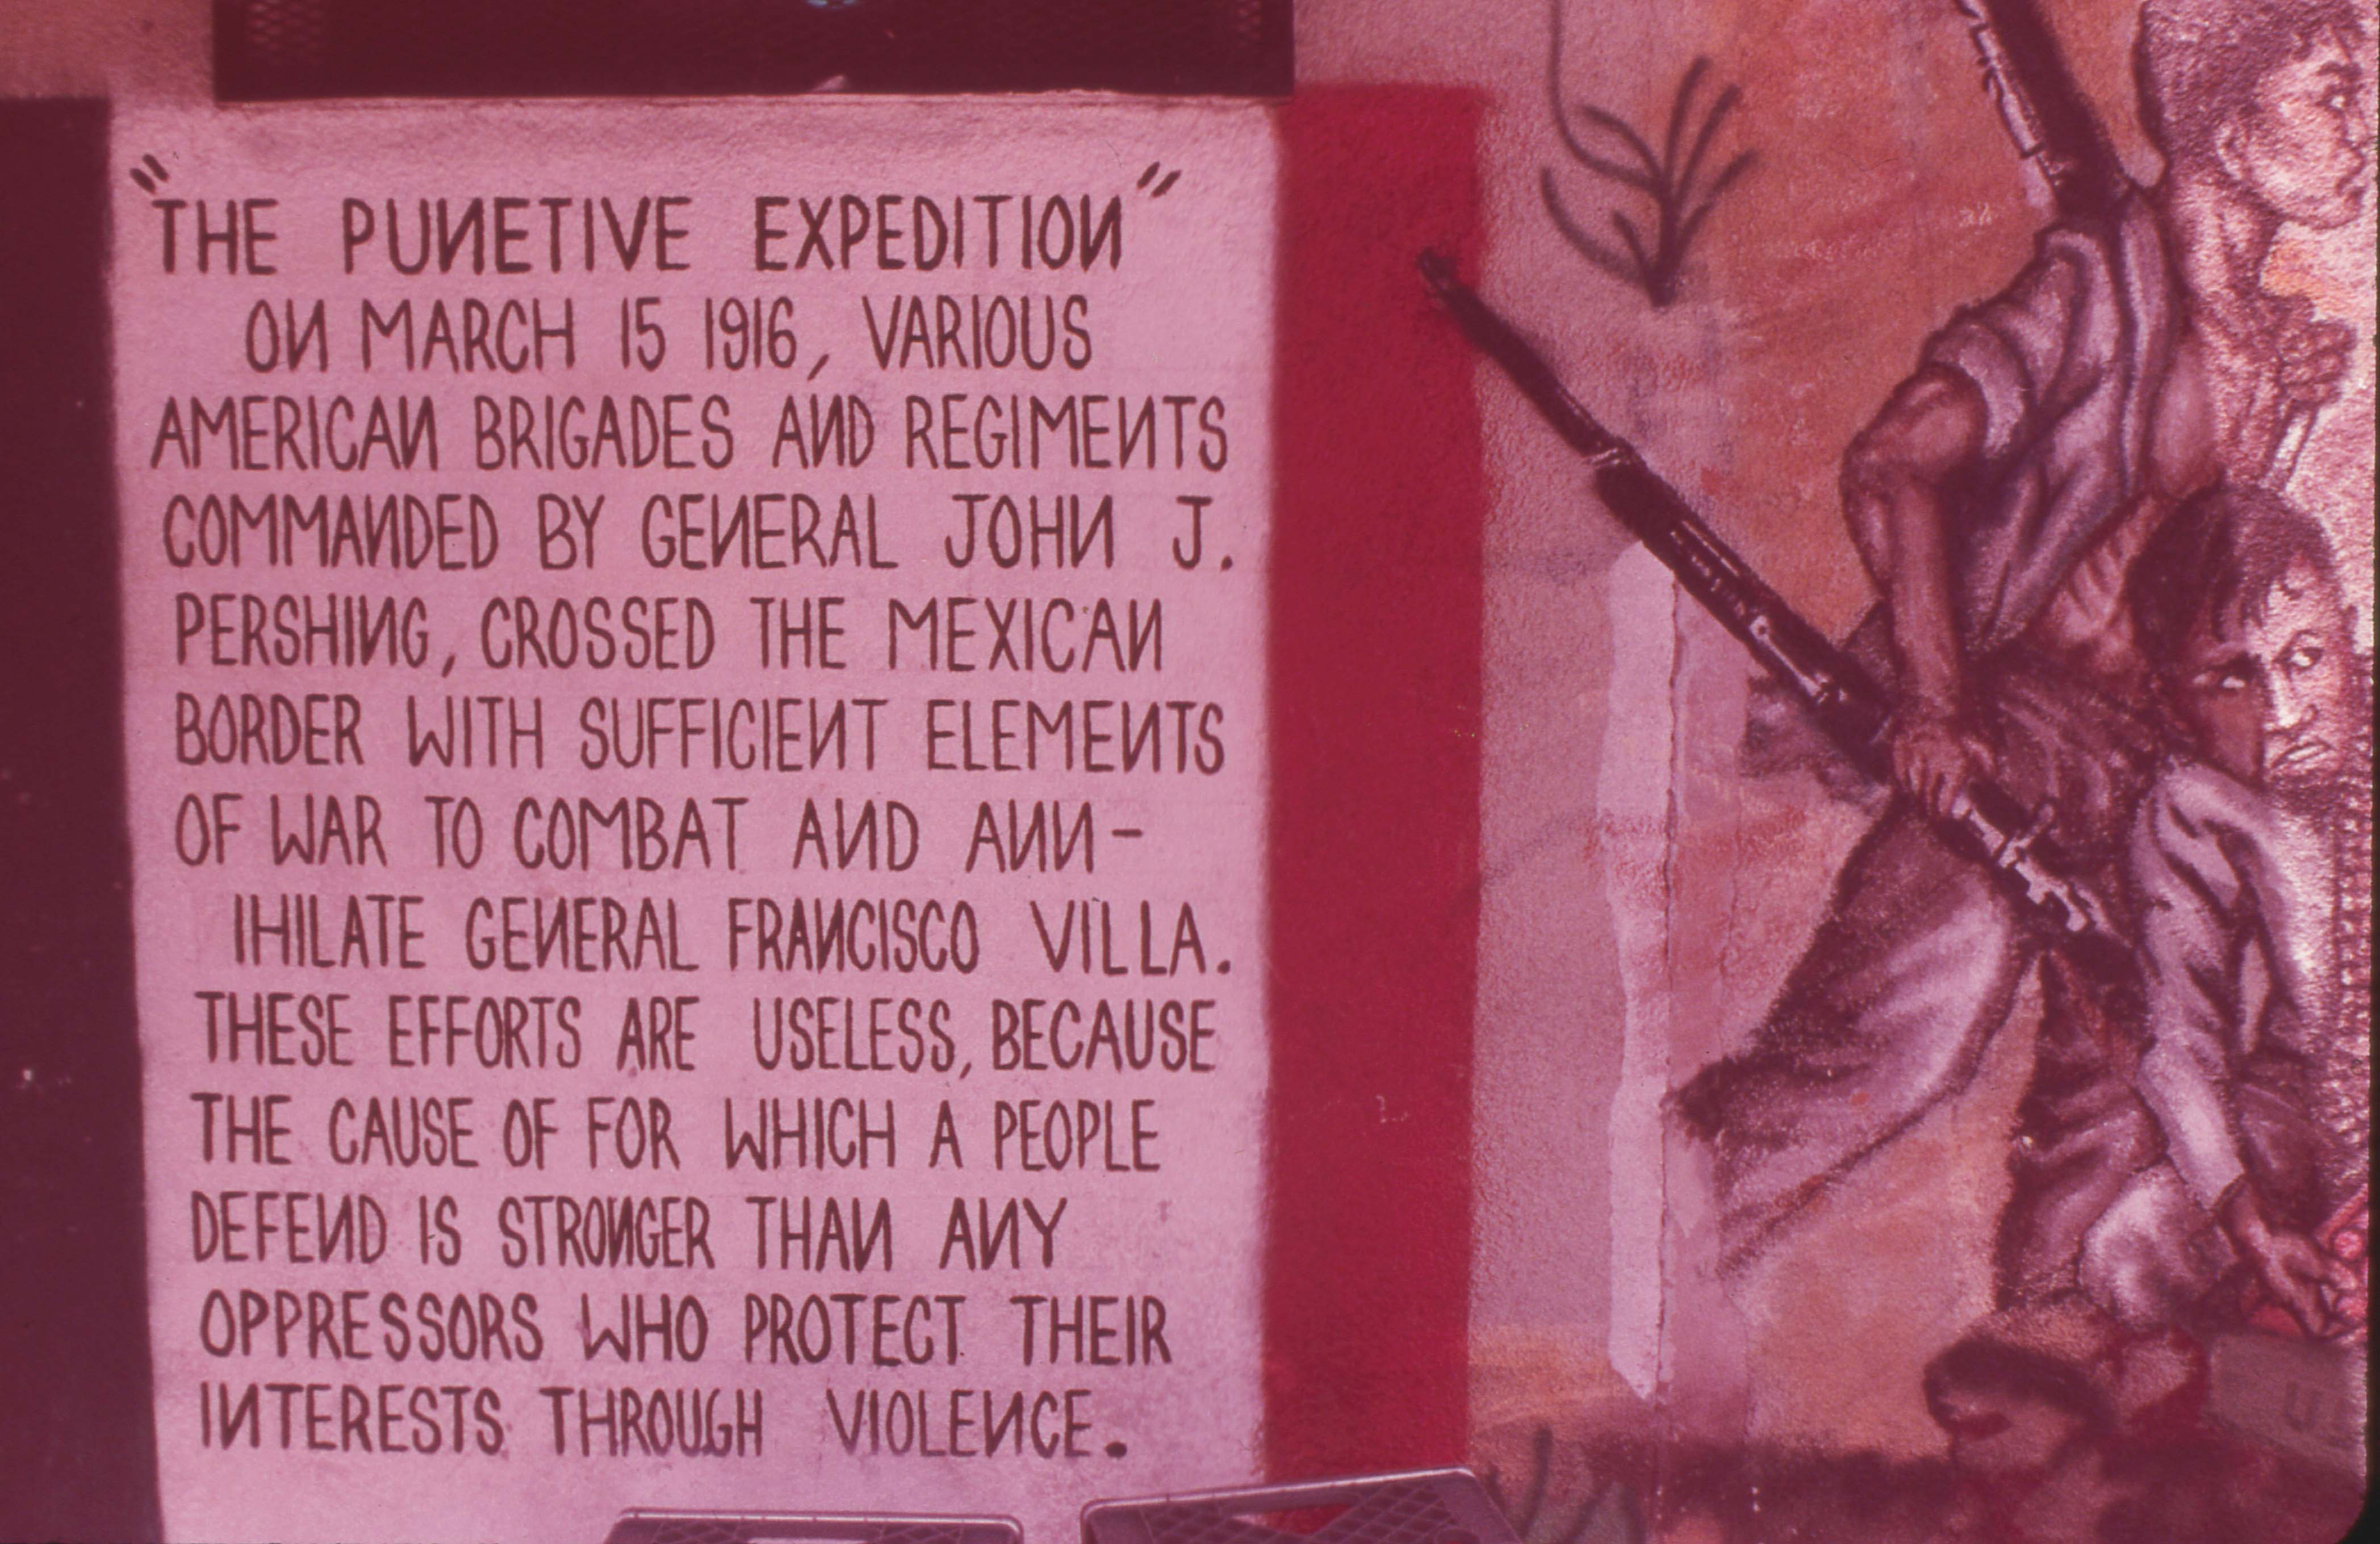 "THE PUNETIVE EXPEDITION"
ON MARCH 15 1916, VARIOUS
AMERICAN BRIGADES AND REGIMENTS
COMMANDED BY GENERAL JOHN J.
PERSHING, CROSSED THE MEXICAN
BORDER WITH SUFFICIENT ELEMENTS
OF WAR TO COMBAT AND ANN-
IHILATE GENERAL FRANCISCO VILLA.
THESE EFFORTS ARE USELESS, BECAUSE
THE CAUSE OF FOR WHICH A PEOPLE
DEFEND IS STRONGER THAN ANY
OPPRESSORS WHO PROTECT THEIR
INTERESTS THROUGH VIOLENCE.